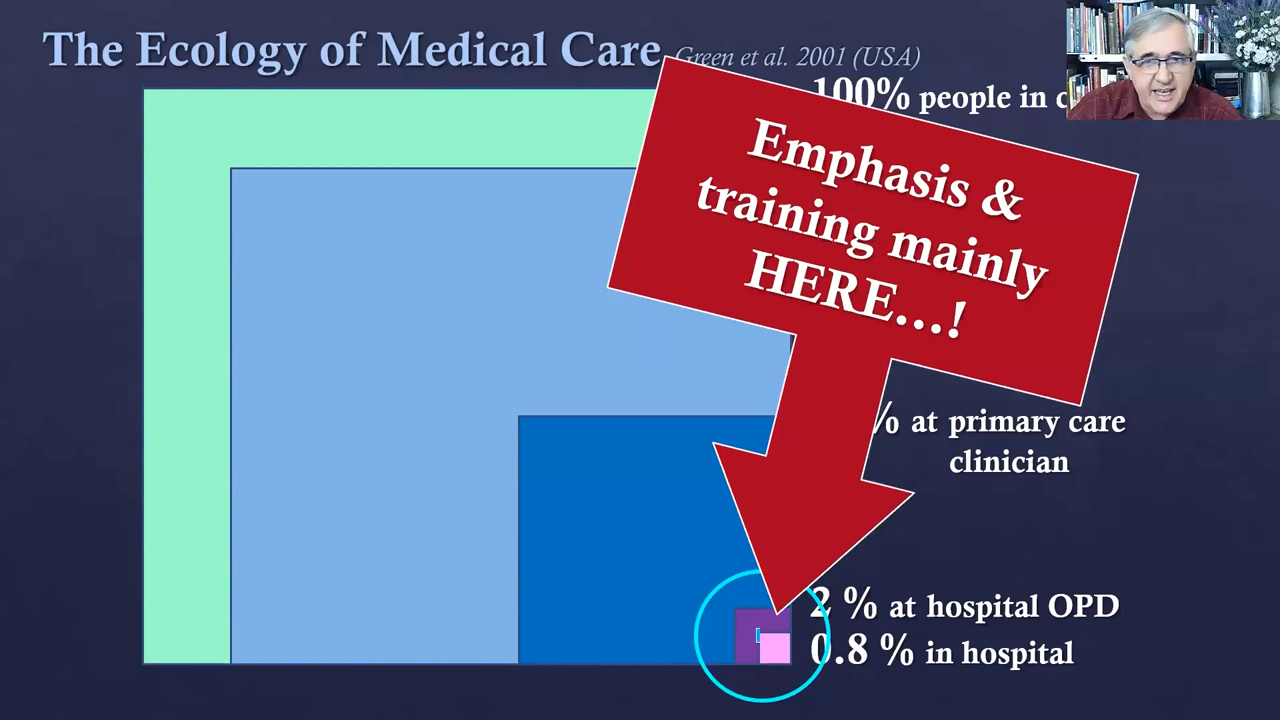 The Ecology of Medical Care Green et al. 2001 (USA)
100% people in
Emphasis &
training mainly
HERE...!
% at primary care
clinician
2 % at hospital OPD
0.8 % in hospital